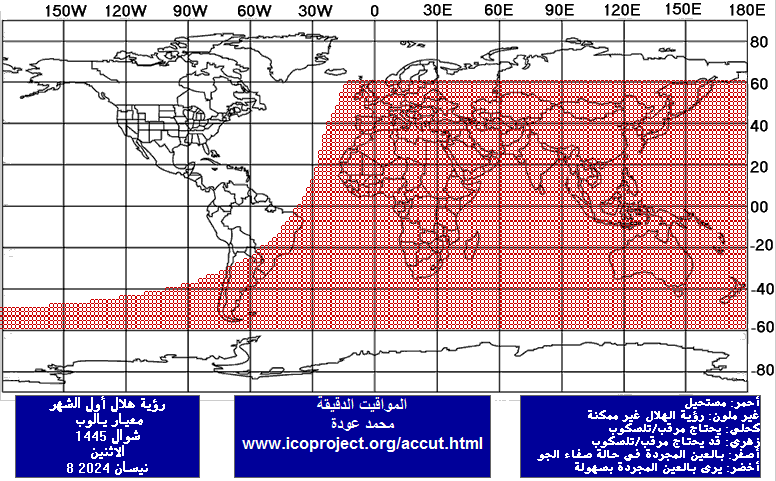 150W 120W 90W 60W 30W 0 30E 60E 90E 120E 150E 180E
80
60
40
20
00
-20
-40
-60
-80
رؤية هلال أول الشهر
معيار يالوب
شوال 1445
الاثنين
8 نيسان 2024
المواقيت الدقيقة
محمد عودة
www.icoproject.org/accut.html
أحمر: مستحيل
غير ملون: رؤية الهلال غير ممكنة
كحلي: يحتاج مرقب/تلسكوب
زهري: قد يحتاج مرقب/تلسكوب
أصفر: بالعين المجردة في حالة صفاء الجو
أخضر: يرى بالعين المجردة بصهولة